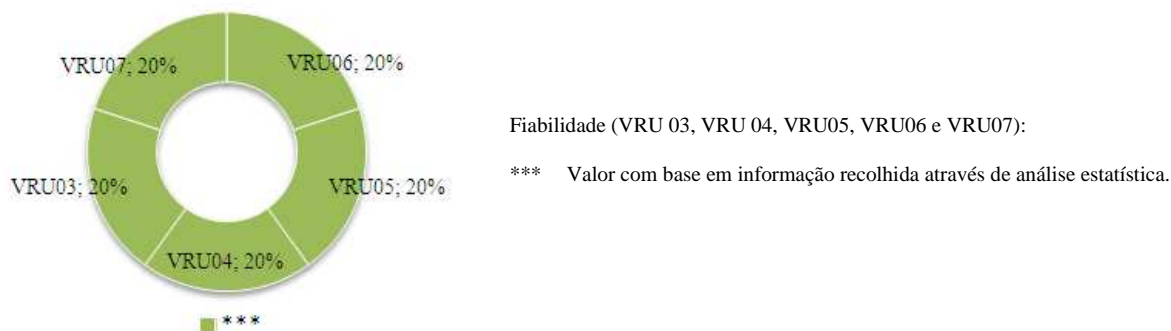 VRU07; 20%
VRU06; 20%
VRU03; 20%
VRU05; 20%
VRU04; 20%
***
Fiabilidade (VRU 03, VRU 04, VRU05, VRU06 e VRU07):
*** Valor com base em informação recolhida através de análise estatística.